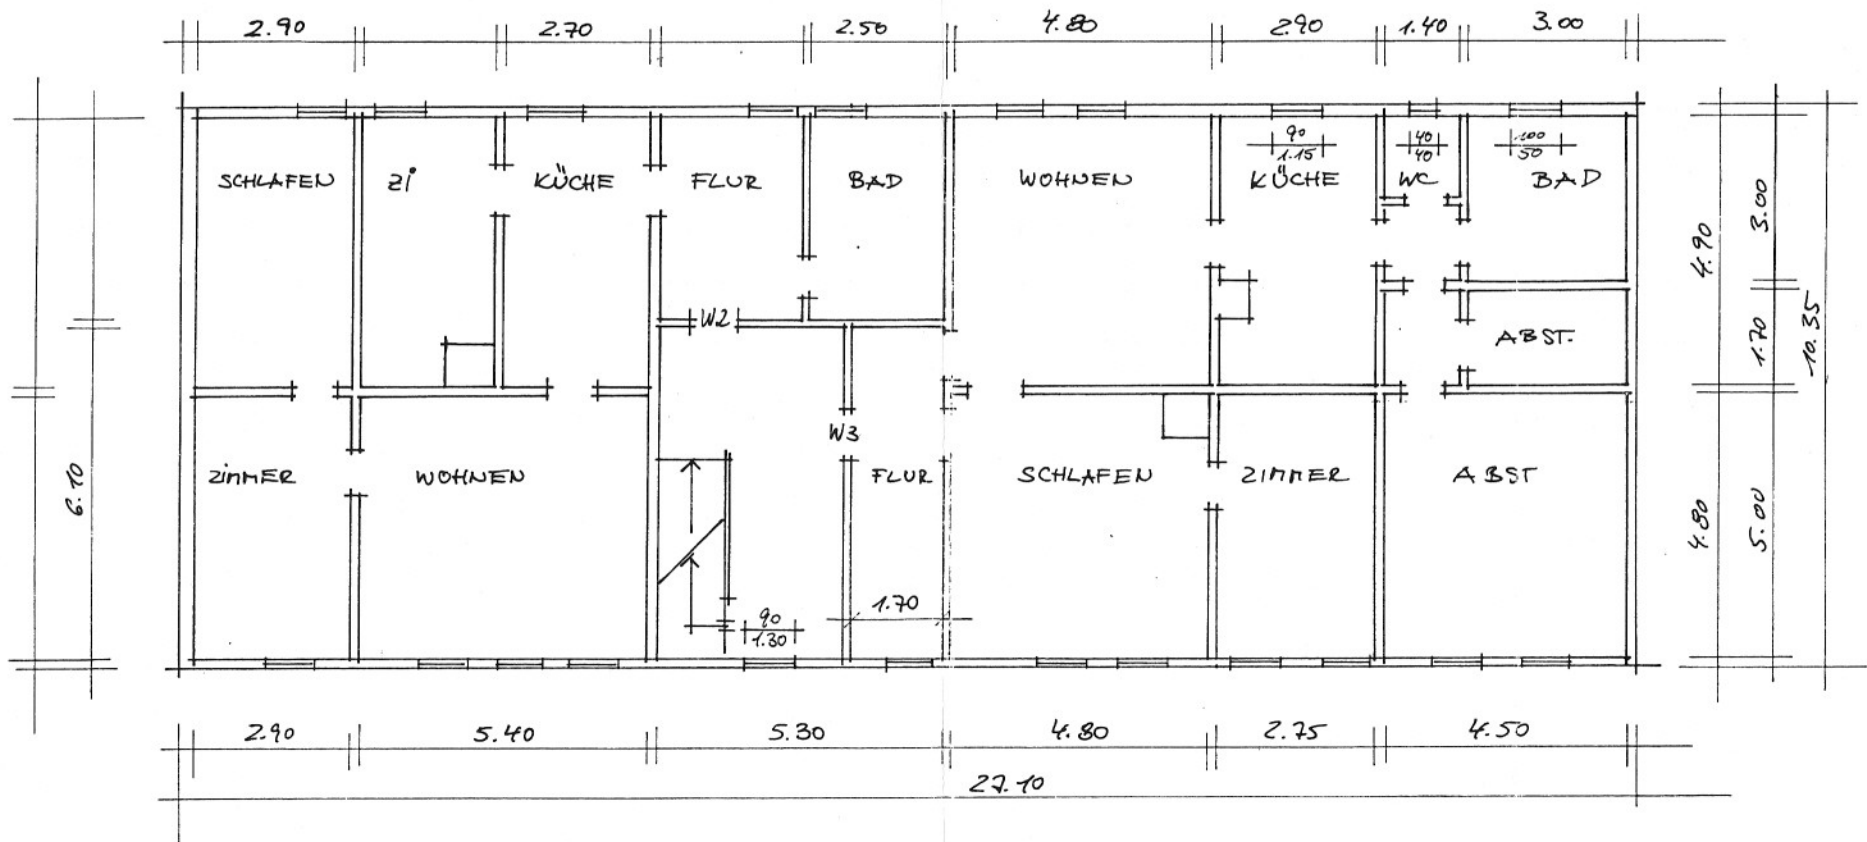 2.90 2.70 2.50 4.80 2.90 1.40 3.00
90 40 1.00
1.15 40 50
SCHLAFEN Zi KÜCHE FLUR BAD WOHNEN KÜCHE WC BAD
3.00
4.90
W2
1.70
10.35
ABST.
W3
6.10
ZIMMER WOHNEN FLUR SCHLAFEN ZIMMER ABST
4.80
5.00
1.70
90
1.30
2.90 5.40 5.30 4.80 2.75 4.50
27.10